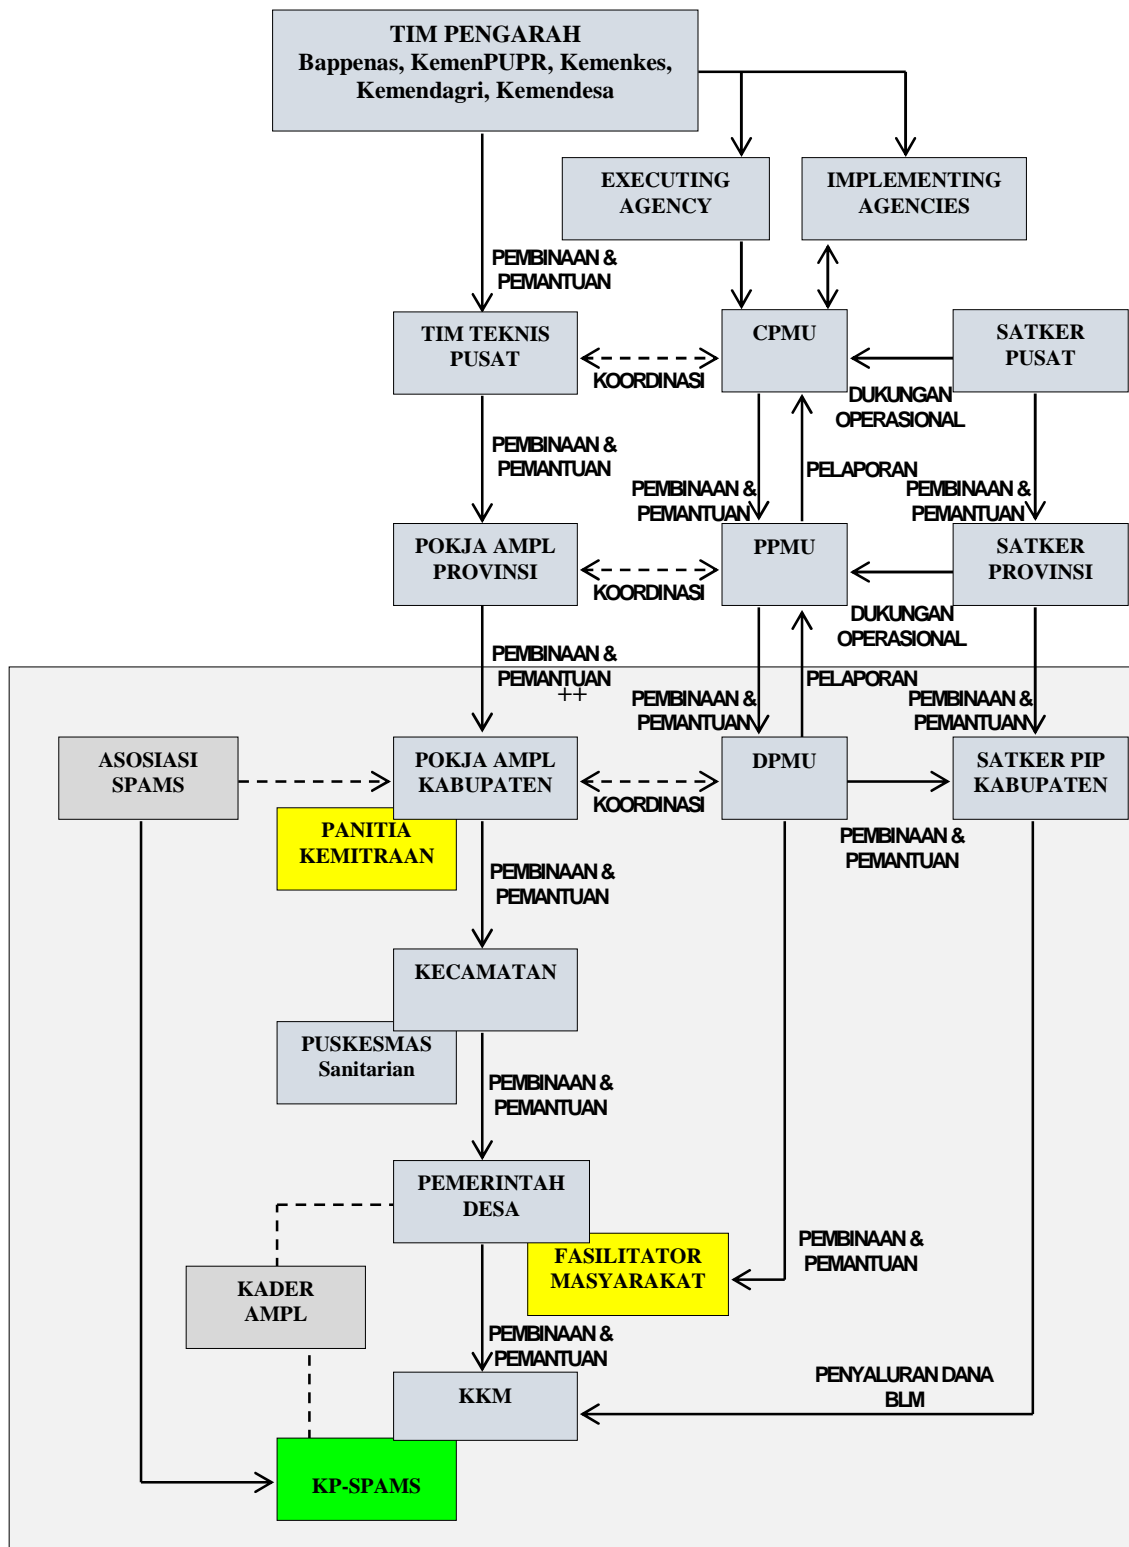 TIM PENGARAH
Bappenas, KemenPUPR, Kemenkes,
Kemendagri, Kemendesa
EXECUTING
AGENCY
IMPLEMENTING
AGENCIES
PEMBINAAN &
PEMANTUAN
TIM TEKNIS
PUSAT
KOORDINASI
CPMU
SATKER
PUSAT
DUKUNGAN
OPERASIONAL
PEMBINAAN &
PEMANTUAN
PEMBINAAN &
PEMANTUAN
PELAPORAN
PEMBINAAN &
PEMANTUAN
POKJA AMPL
PROVINSI
KOORDINASI
PPMU
SATKER
PROVINSI
DUKUNGAN
OPERASIONAL
PEMBINAAN &
PEMANTUAN
++
PEMBINAAN &
PEMANTUAN
PELAPORAN
PEMBINAAN &
PEMANTUAN
ASOSIASI
SPAMS
POKJA AMPL
KABUPATEN
KOORDINASI
DPMU
SATKER PIP
KABUPATEN
PANITIA
KEMITRAAN
PEMBINAAN &
PEMANTUAN
PEMBINAAN &
PEMANTUAN
KECAMATAN
PUSKESMAS
Sanitarian
PEMBINAAN &
PEMANTUAN
PEMERINTAH
DESA
FASILITATOR
MASYARAKAT
PEMBINAAN &
PEMANTUAN
KADER
AMPL
PEMBINAAN &
PEMANTUAN
KKM
PENYALURAN DANA
BLM
KP-SPAMS